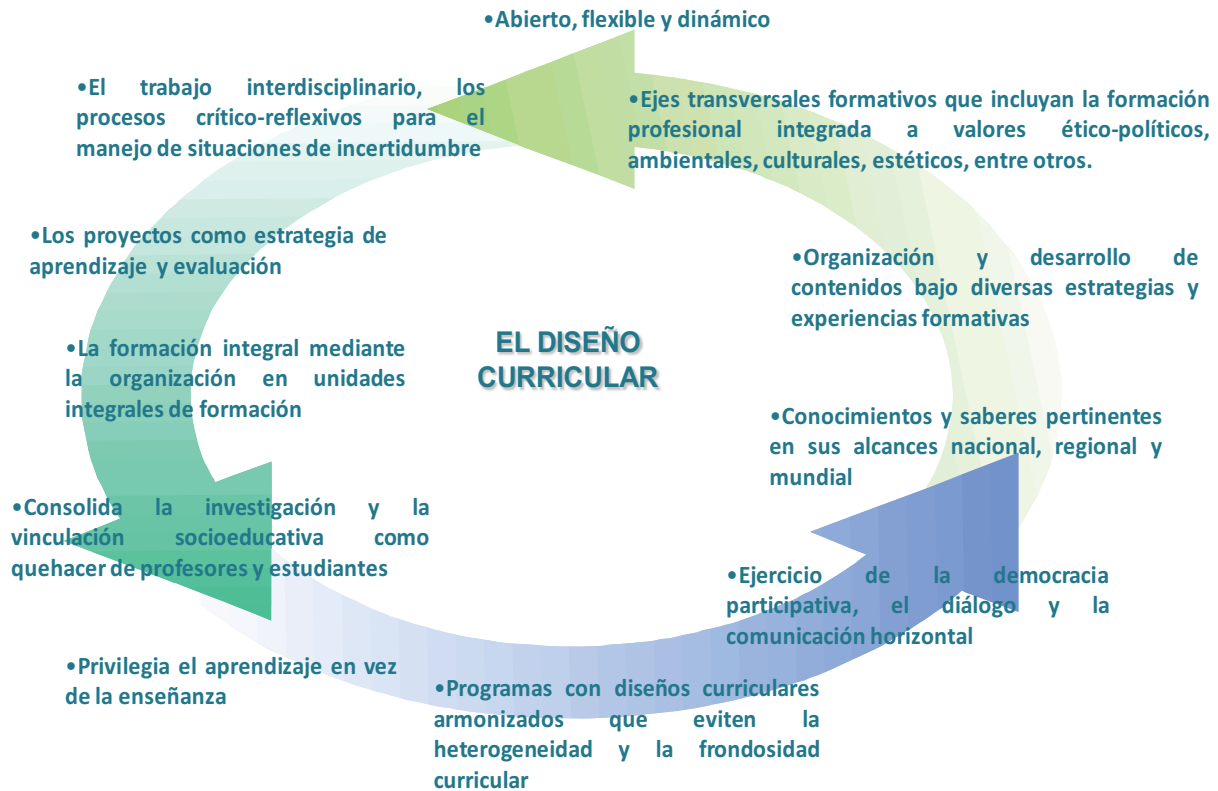 •Abierto, flexible y dinámico
•El trabajo interdisciplinario, los
procesos crítico-reflexivos para el
manejo de situaciones de incertidumbre
•Ejes transversales formativos que incluyan la formación
profesional integrada a valores ético-políticos,
ambientales, culturales, estéticos, entre otros.
•Los proyectos como estrategia de
aprendizaje y evaluación
•Organización y desarrollo de
contenidos bajo diversas estrategias y
experiencias formativas
•La formación integral mediante
la organización en unidades
integrales de formación
EL DISEÑO
CURRICULAR
•Conocimientos y saberes pertinentes
en sus alcances nacional, regional y
mundial
•Consolida la investigación y la
vinculación socioeducativa como
quehacer de profesores y estudiantes
•Ejercicio de la democracia
participativa, el diálogo y la
comunicación horizontal
•Privilegia el aprendizaje en vez
de la enseñanza
•Programas con diseños curriculares
armonizados que eviten la
heterogeneidad y la frondosidad
curricular